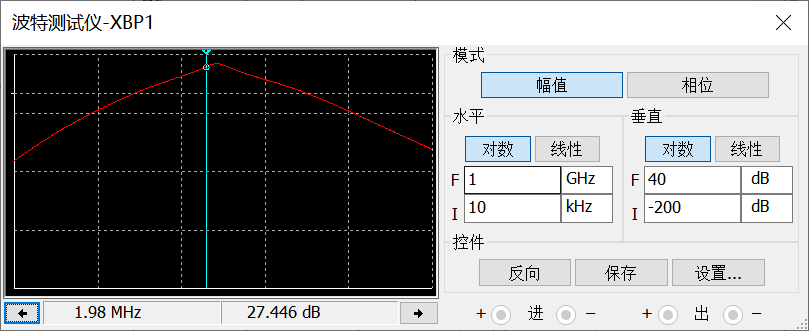 波特测试仪-XBP1
模式
幅值 相位
水平 垂直
对数 线性 对数 线性
F 1 GHz F 40 dB
I 10 kHz I -200 dB
控件
反向 保存 设置...
1.98 MHz 27.446 dB + 进 − + 出 −